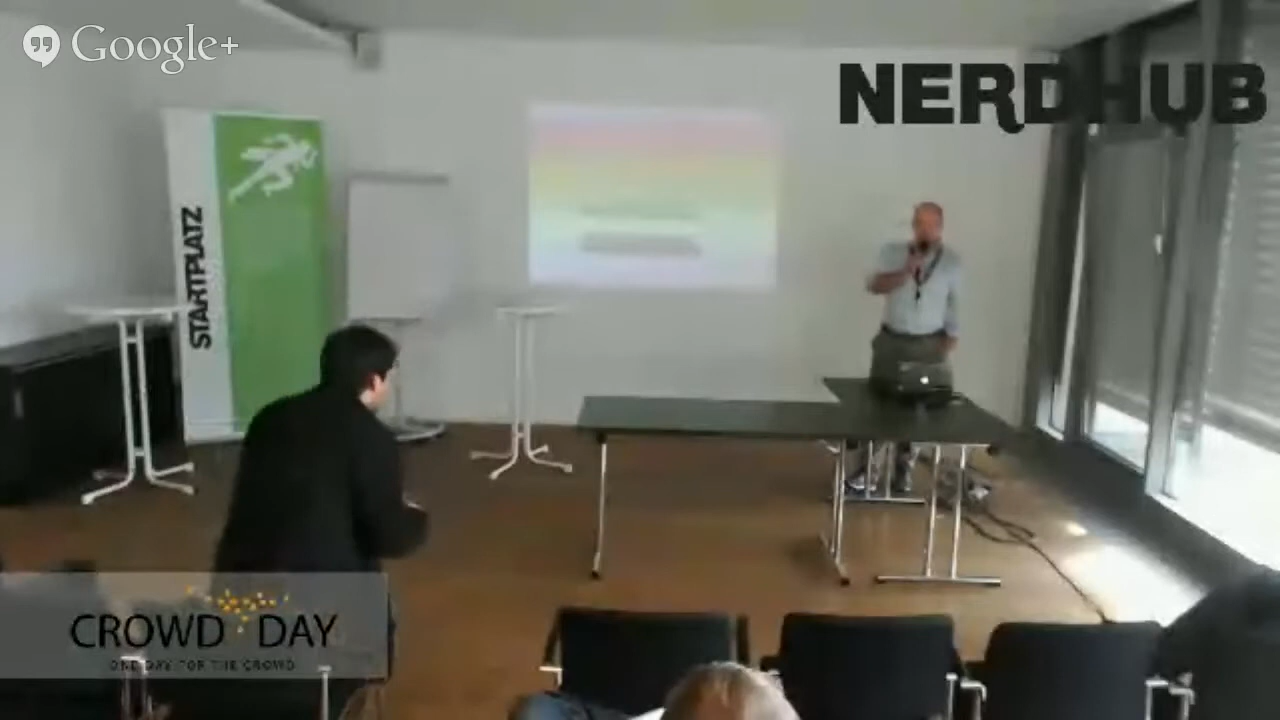 Google+
NERDHUB
STARTPLATZ
CROWD DAY
ONE DAY FOR THE CROWD